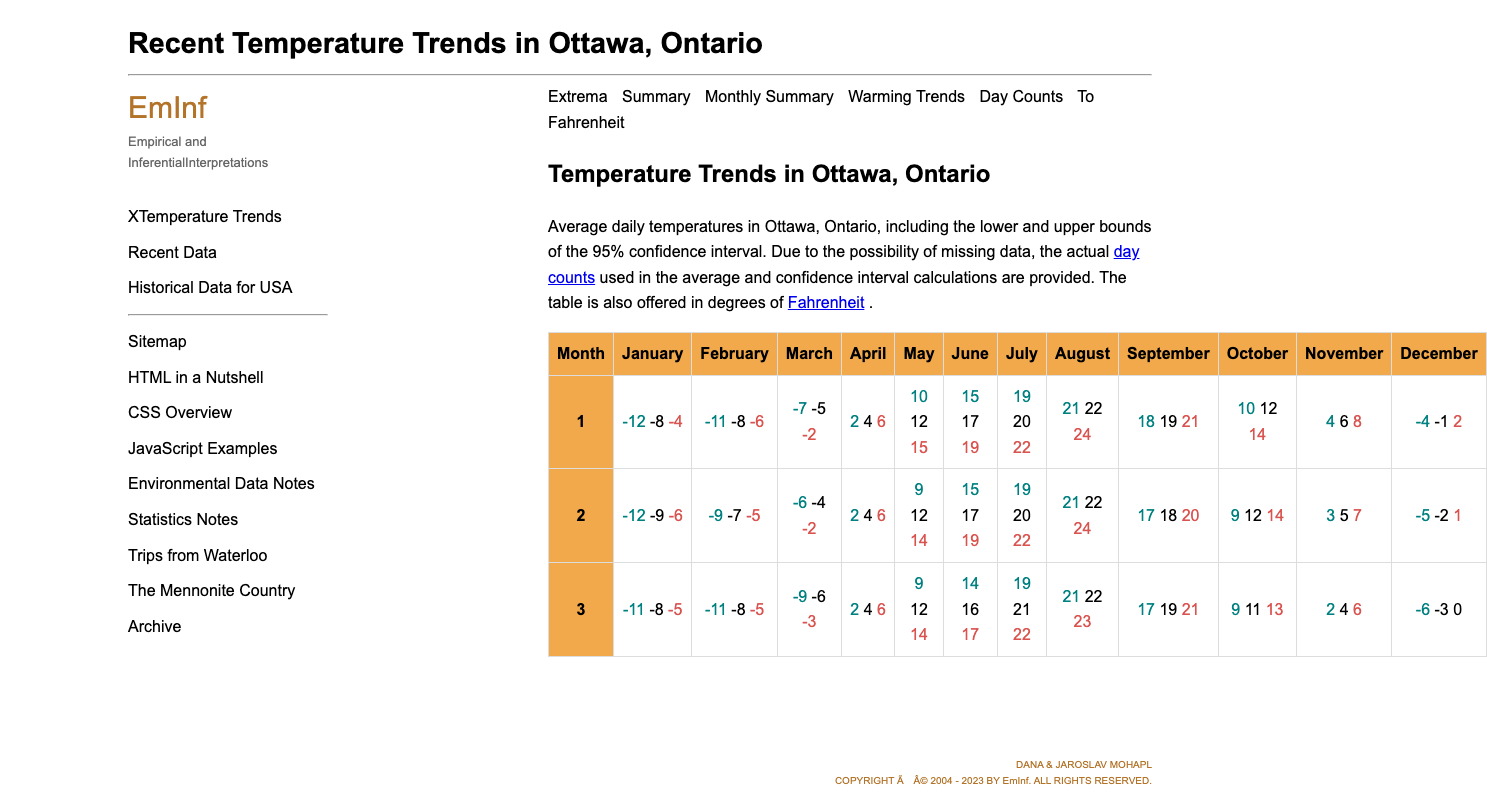 Recent Temperature Trends in Ottawa, Ontario
EmInf
Empirical and
InferentialInterpretations
XTemperature Trends
Recent Data
Historical Data for USA
Sitemap
HTML in a Nutshell
CSS Overview
JavaScript Examples
Environmental Data Notes
Statistics Notes
Trips from Waterloo
The Mennonite Country
Archive
Extrema Summary Monthly Summary Warming Trends Day Counts To
Fahrenheit
Temperature Trends in Ottawa, Ontario
Average daily temperatures in Ottawa, Ontario, including the lower and upper bounds
of the 95% confidence interval. Due to the possibility of missing data, the actual day
counts used in the average and confidence interval calculations are provided. The
table is also offered in degrees of Fahrenheit .
Month January February March April May June July August September October November December
1 -12 -8 -4 -11 -8 -6 -7 -5 -2 2 4 6 10 12 15 15 17 19 19 20 22 21 22 24 18 19 21 10 12 14 4 6 8 -4 -1 2
2 -12 -9 -6 -9 -7 -5 -6 -4 -2 2 4 6 9 12 14 15 17 19 19 20 22 21 22 24 17 18 20 9 12 14 3 5 7 -5 -2 1
3 -11 -8 -5 -11 -8 -5 -9 -6 -3 2 4 6 9 12 14 14 16 17 19 21 22 21 22 23 17 19 21 9 11 13 2 4 6 -6 -3 0
DANA & JAROSLAV MOHAPL
COPYRIGHT Ã Â© 2004 - 2023 BY EmInf. ALL RIGHTS RESERVED.